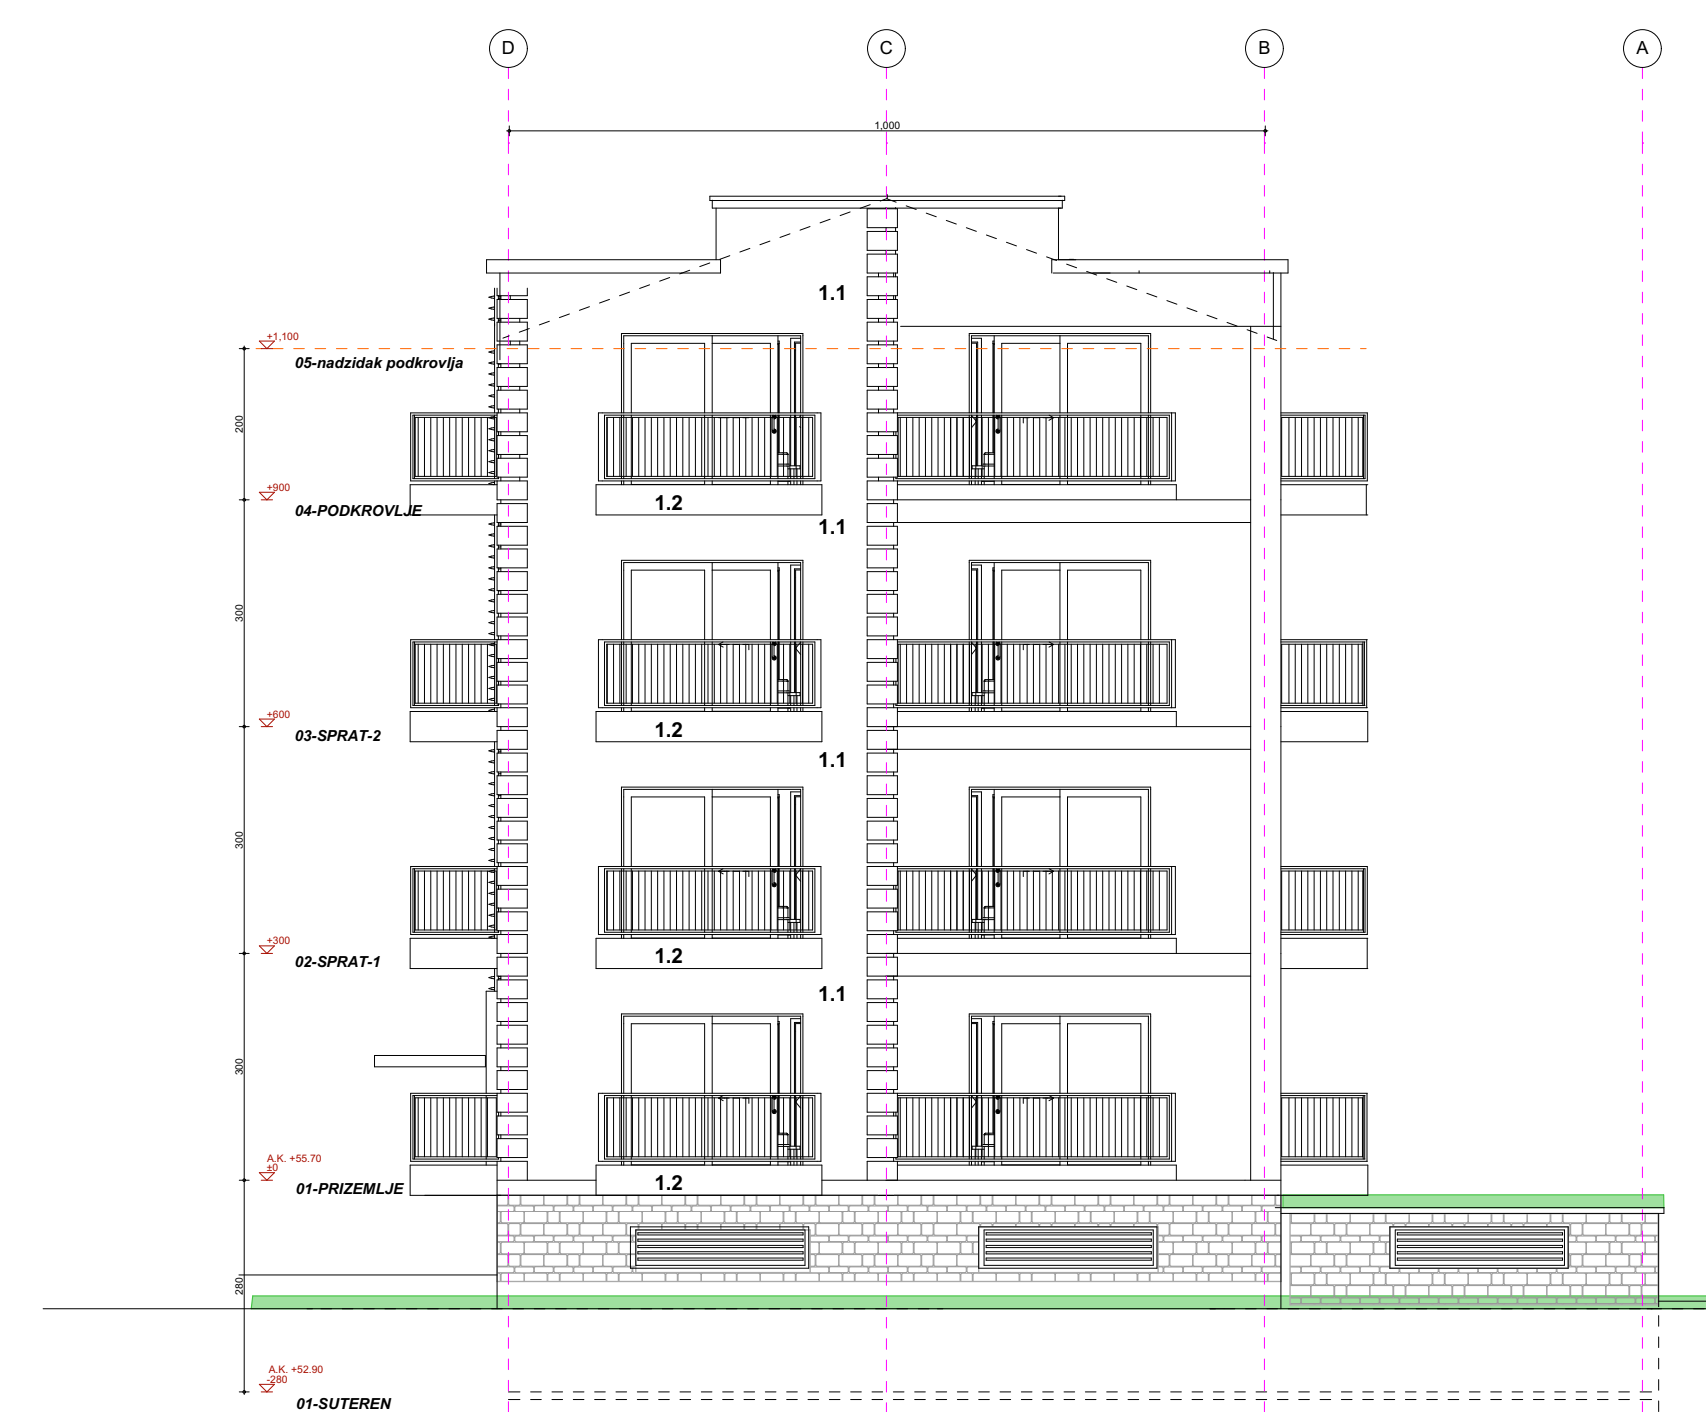 D C B A
1,000
1.1
+1,100
05-nadzidak podkrovlja
200
+900
04-PODKROVLJE
1.2
1.1
300
+600
03-SPRAT-2
1.2
1.1
300
+300
02-SPRAT-1
1.2
1.1
300
A.K. +55.70
±0
01-PRIZEMLJE
1.2
280
A.K. +52.90
-280
01-SUTEREN